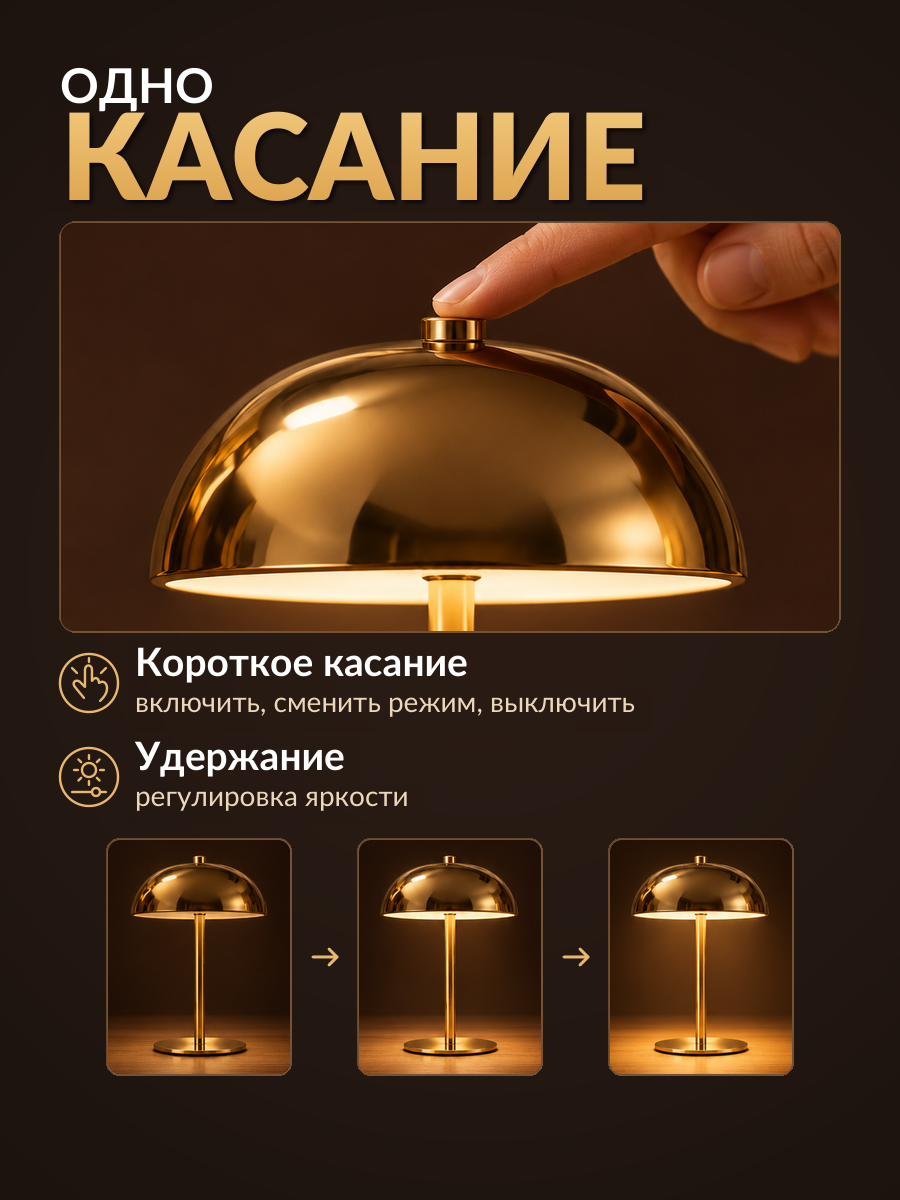 ОДНО
КАСАНИЕ
Короткое касание
включить, сменить режим, выключить
Удержание
регулировка яркости